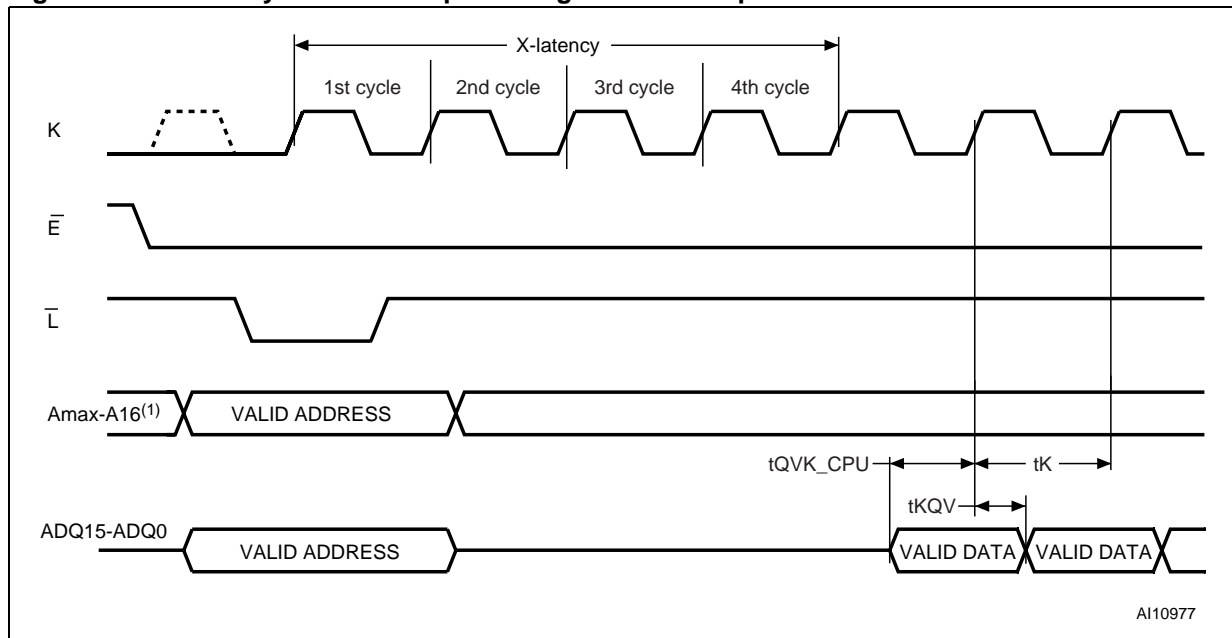 X-latency
1st cycle
2nd cycle
3rd cycle
4th cycle
K
E
L
Amax-A16(1)
VALID ADDRESS
tQVK_CPU
tK
tKQV
ADQ15-ADQ0
VALID ADDRESS
VALID DATA
VALID DATA
AI10977